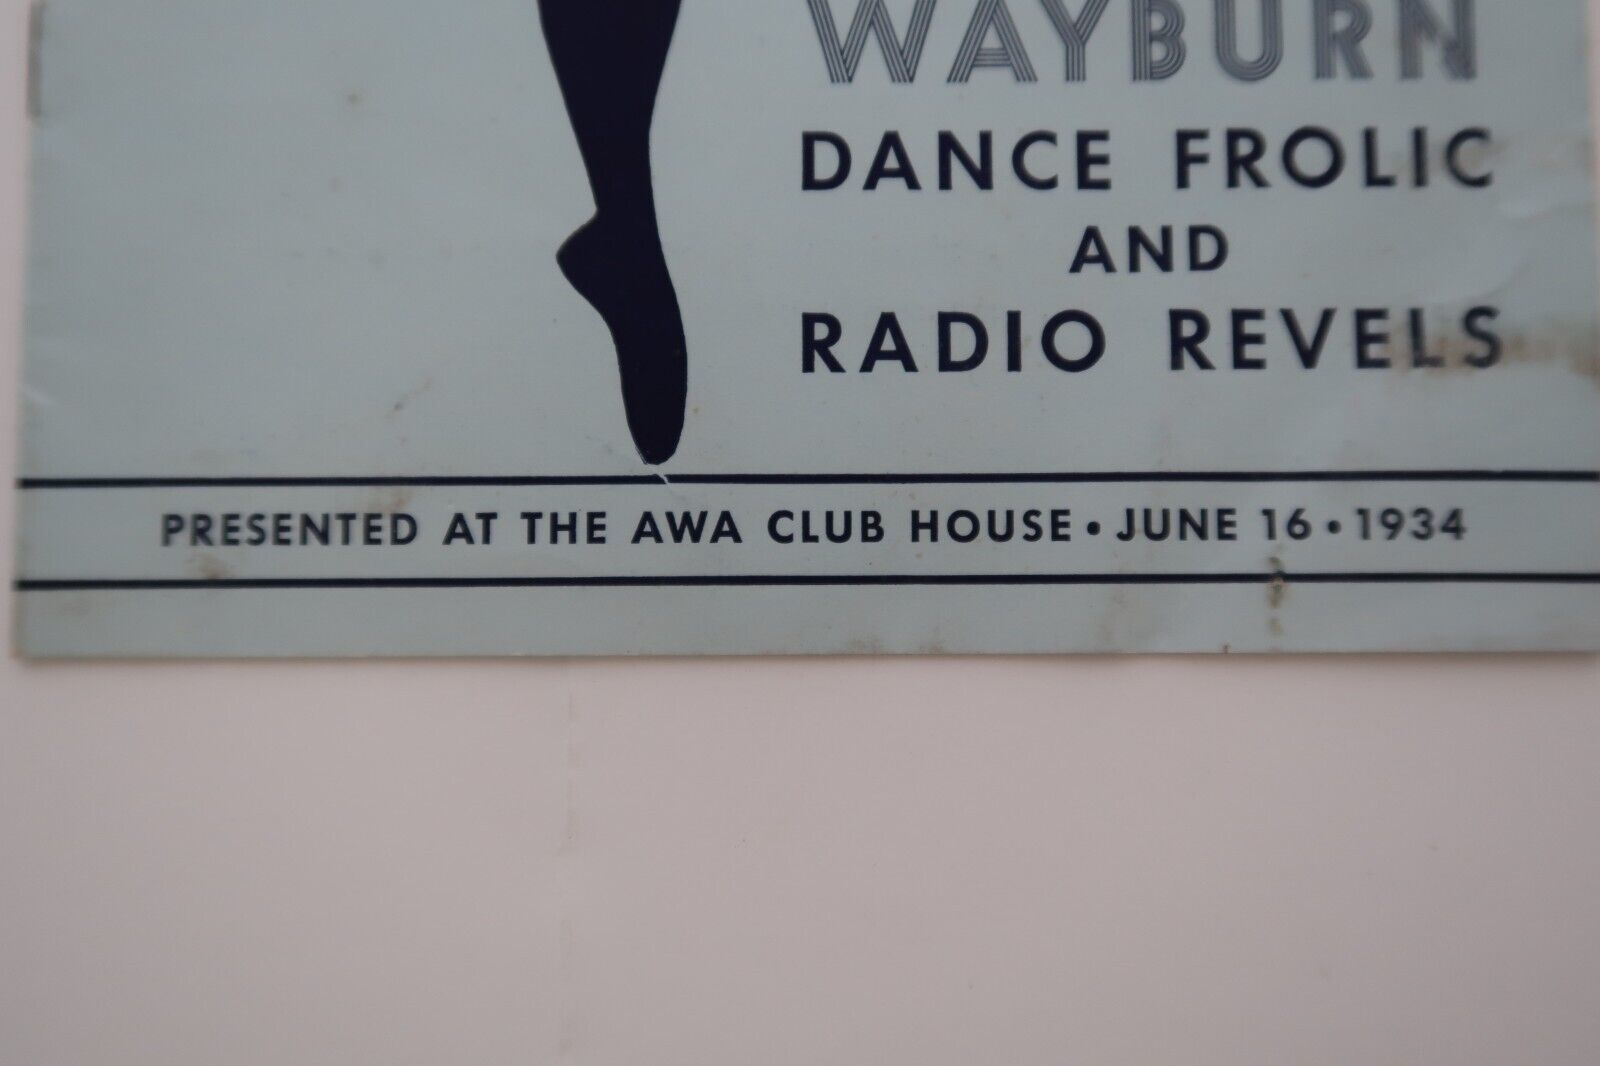 WAYBURN
DANCE FROLIC
AND
RADIO REVELS
PRESENTED AT THE AWA CLUB HOUSE • JUNE 16 • 1934